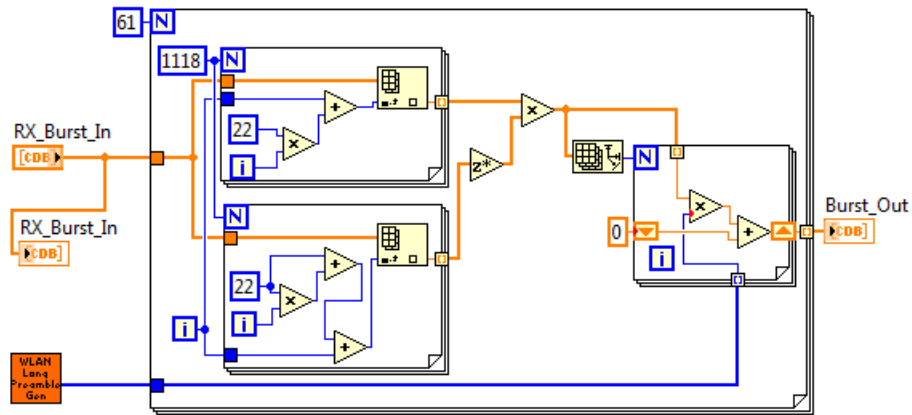 61 N
1118 N
22
i
RX_Burst_In
[CDB]
RX_Burst_In
CDB]
z*
N
N
22
i
i
0
i
Burst_Out
CDB]
WLAN
Long
Preamble
Gen